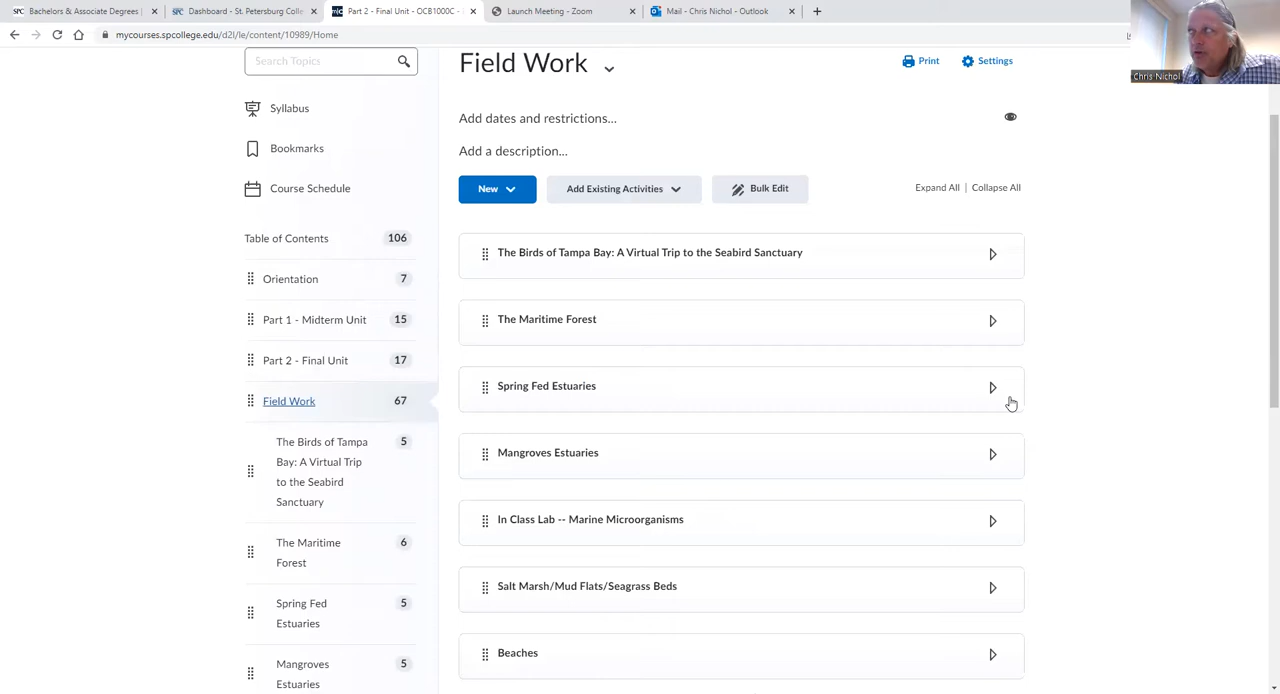 Bachelors & Associate Degrees |
Dashboard - St. Petersburg Colle
Part 2 - Final Unit - OCB1000C -
Launch Meeting - Zoom
Mail - Chris Nichol - Outlook
mycourses.spcollege.edu/d2l/le/content/10989/Home
Chris Nichol
Search Topics
Syllabus
Bookmarks
Course Schedule
Table of Contents 106
Orientation 7
Part 1 - Midterm Unit 15
Part 2 - Final Unit 17
Field Work 67
The Birds of Tampa 5
Bay: A Virtual Trip
to the Seabird
Sanctuary
The Maritime 6
Forest
Spring Fed 5
Estuaries
Mangroves 5
Estuaries
Field Work
Print
Settings
Add dates and restrictions...
Add a description...
New
Add Existing Activities
Bulk Edit
Expand All | Collapse All
The Birds of Tampa Bay: A Virtual Trip to the Seabird Sanctuary
The Maritime Forest
Spring Fed Estuaries
Mangroves Estuaries
In Class Lab -- Marine Microorganisms
Salt Marsh/Mud Flats/Seagrass Beds
Beaches